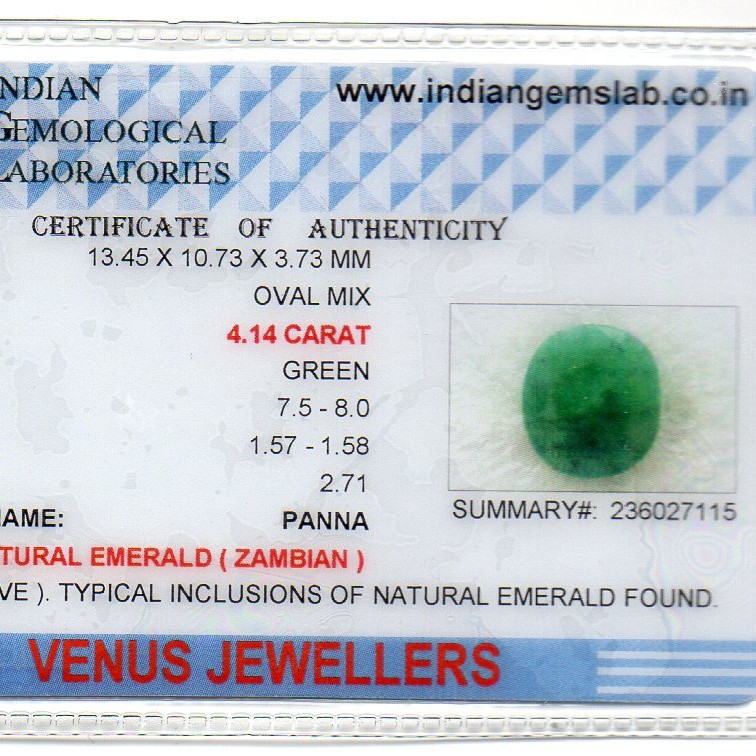 INDIAN
www.indiangemslab.co.in
GEMOLOGICAL
LABORATORIES
CERTIFICATE OF AUTHENTICITY
13.45 X 10.73 X 3.73 MM
OVAL MIX
4.14 CARAT
GREEN
7.5 - 8.0
1.57 - 1.58
2.71
AME: PANNA
SUMMARY#: 236027115
TURAL EMERALD ( ZAMBIAN )
VE ). TYPICAL INCLUSIONS OF NATURAL EMERALD FOUND.
VENUS JEWELLERS